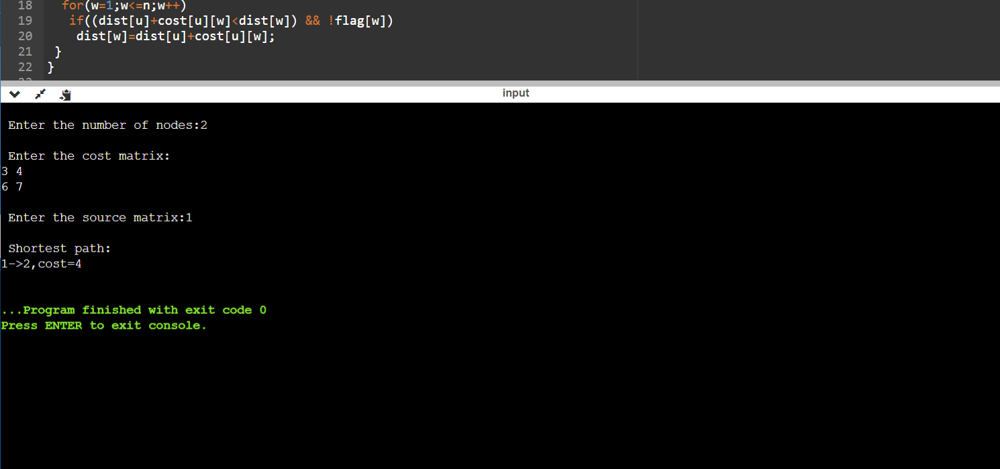 18 for(w=1;w<=n;w++)
19 if((dist[u]+cost[u][w]<dist[w]) && !flag[w])
20 dist[w]=dist[u]+cost[u][w];
21 }
22 }
input
Enter the number of nodes:2
Enter the cost matrix:
3 4
6 7
Enter the source matrix:1
Shortest path:
1->2,cost=4
...Program finished with exit code 0
Press ENTER to exit console.